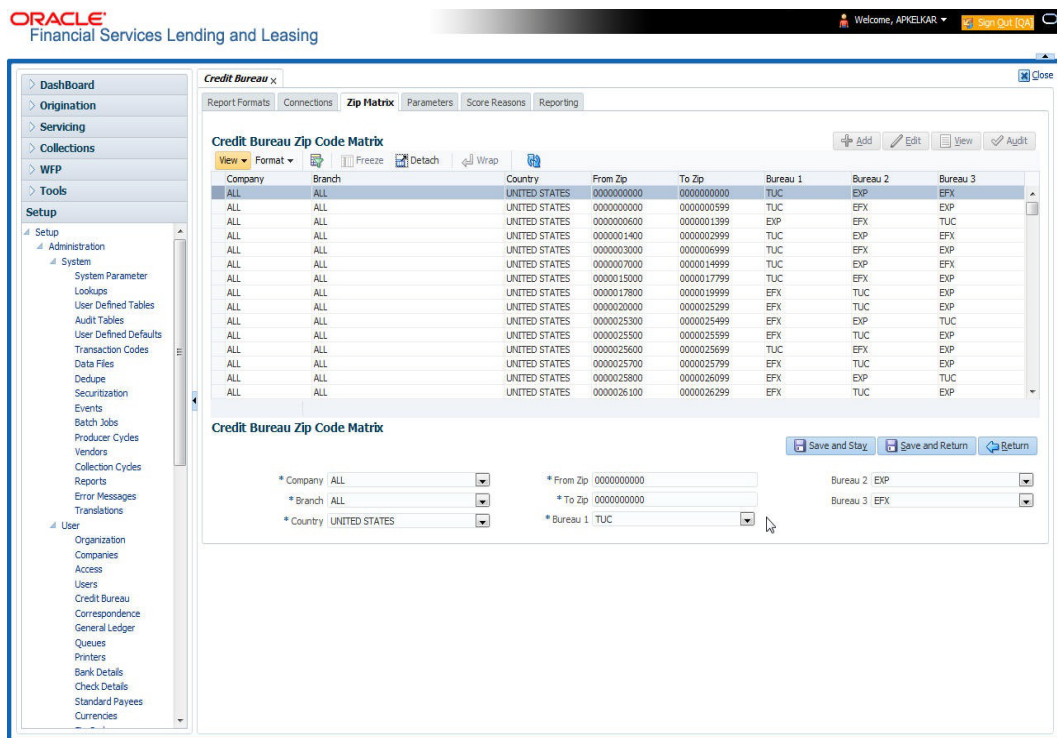 ORACLE
Financial Services Lending and Leasing
Welcome, APKELKAR
Sign Out [QA]
DashBoard
Origination
Servicing
Collections
WFP
Tools
Setup
Setup
Administration
System
System Parameter
Lookups
User Defined Tables
Audit Tables
User Defined Defaults
Transaction Codes
Data Files
Dedupe
Securitization
Events
Batch Jobs
Producer Cycles
Vendors
Collection Cycles
Reports
Error Messages
Translations
User
Organization
Companies
Access
Users
Credit Bureau
Correspondence
General Ledger
Queues
Printers
Bank Details
Check Details
Standard Payees
Currencies
Credit Bureau x
Close
Report Formats Connections Zip Matrix Parameters Score Reasons Reporting
Credit Bureau Zip Code Matrix
Add Edit View Audit
View Format Freeze Detach Wrap
Company Branch Country From Zip To Zip Bureau 1 Bureau 2 Bureau 3
ALL ALL UNITED STATES 0000000000 0000000000 TUC EXP EFX
ALL ALL UNITED STATES 0000000000 0000000599 TUC EFX EXP
ALL ALL UNITED STATES 0000000600 0000001399 EXP EFX TUC
ALL ALL UNITED STATES 0000001400 0000002999 TUC EXP EFX
ALL ALL UNITED STATES 0000003000 0000006999 TUC EFX EXP
ALL ALL UNITED STATES 0000007000 0000014999 TUC EXP EFX
ALL ALL UNITED STATES 0000015000 0000017799 TUC EFX EXP
ALL ALL UNITED STATES 0000017800 0000019999 EFX TUC EXP
ALL ALL UNITED STATES 0000020000 0000025299 EFX TUC EXP
ALL ALL UNITED STATES 0000025300 0000025499 EFX EXP TUC
ALL ALL UNITED STATES 0000025500 0000025599 EFX TUC EXP
ALL ALL UNITED STATES 0000025600 0000025699 TUC EFX EXP
ALL ALL UNITED STATES 0000025700 0000025799 EFX TUC EXP
ALL ALL UNITED STATES 0000025800 0000026099 EFX EXP TUC
ALL ALL UNITED STATES 0000026100 0000026299 EFX TUC EXP
Credit Bureau Zip Code Matrix
Save and Stay Save and Return Return
* Company ALL * From Zip 0000000000 Bureau 2 EXP
* Branch ALL * To Zip 0000000000 Bureau 3 EFX
* Country UNITED STATES * Bureau 1 TUC